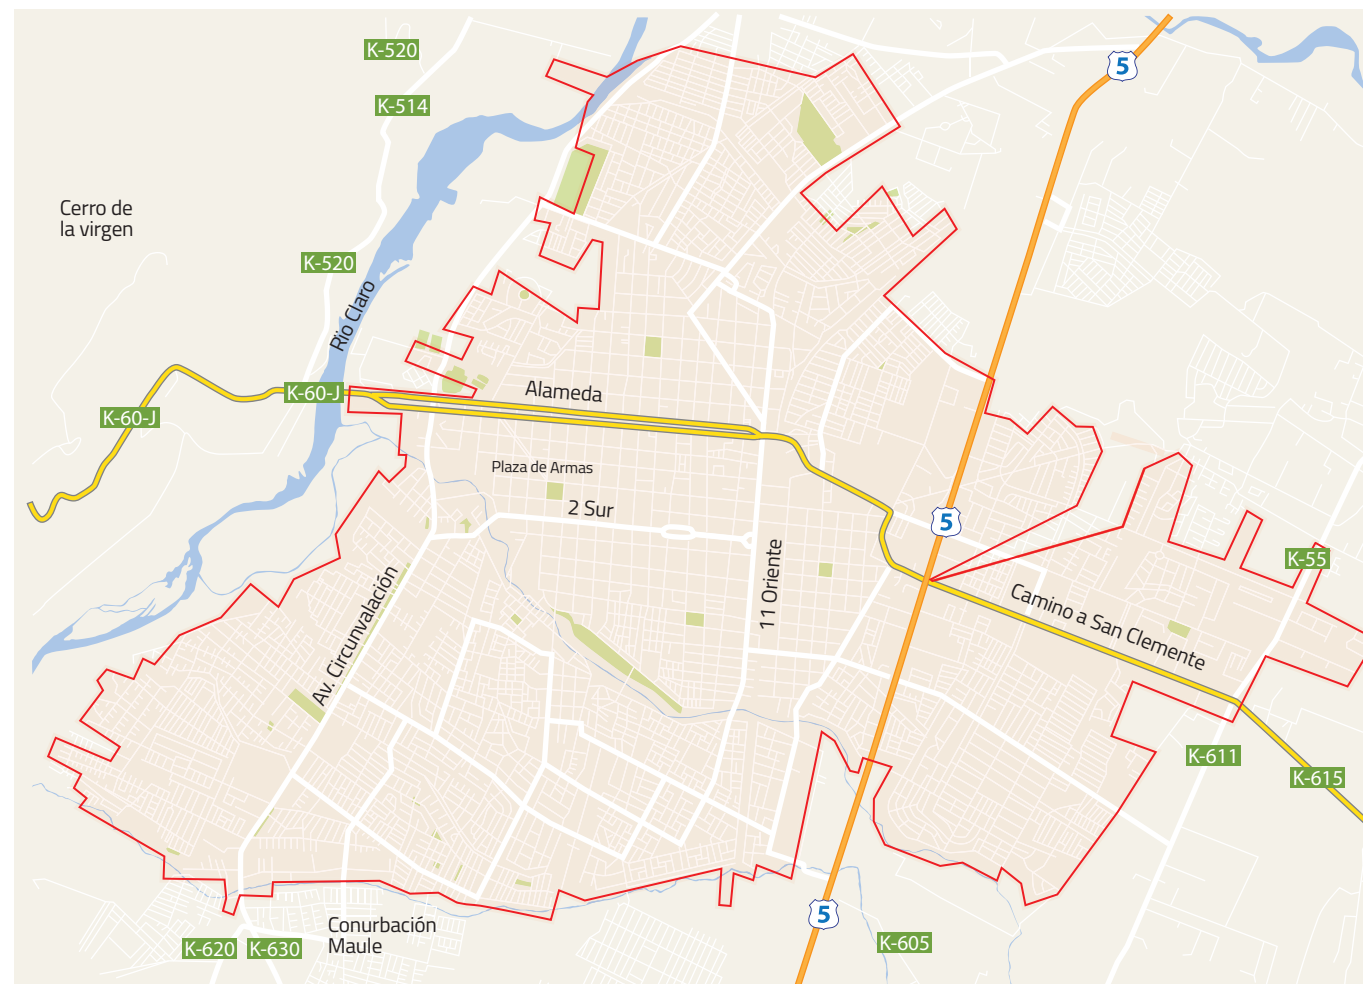 K-520
5
K-514
Cerro de
la virgen
K-520
Rio Claro
K-60-J
K-60-J
Alameda
Plaza de Armas
2 Sur
5
11 Oriente
K-55
Camino a San Clemente
Av. Circunvalación
K-611
K-615
5
Conurbación
Maule
K-620
K-630
K-605